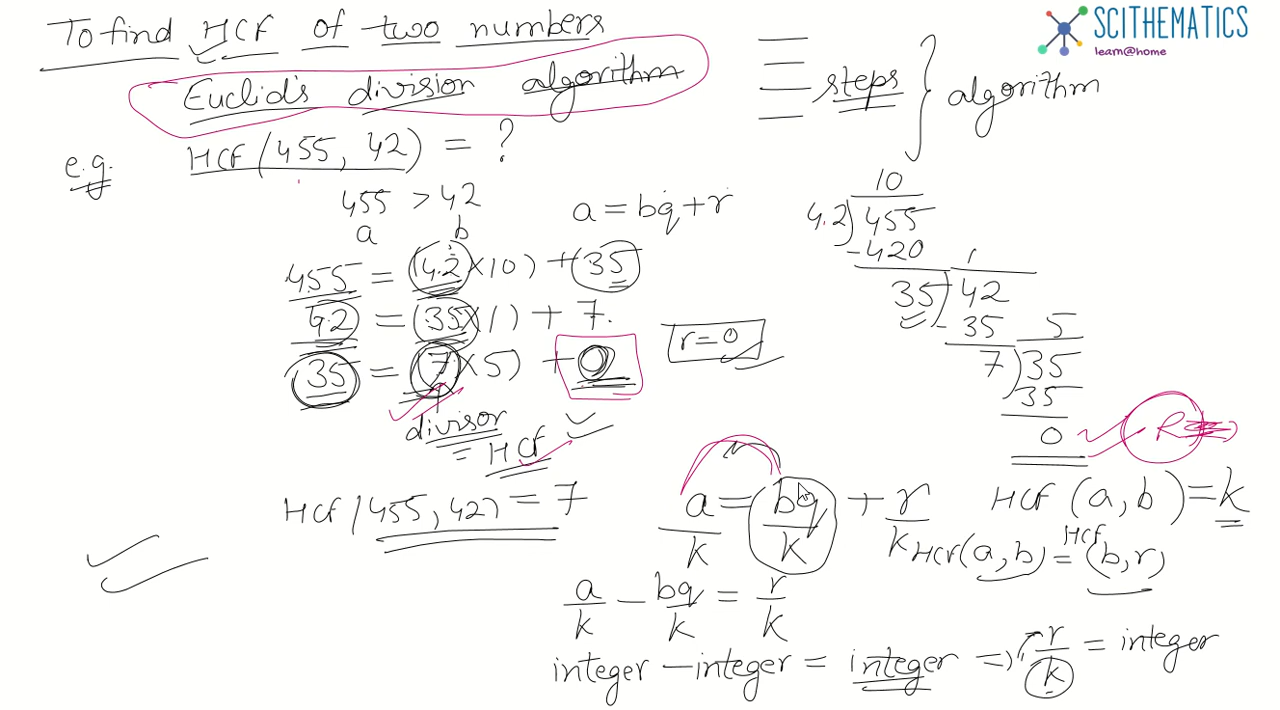 To find HCF of two numbers
Euclid's division algorithm
SCITHEMATICS
learn@home
steps } algorithm
e.g. HCF (455, 42) = ?
455 > 42
a b
a = bq + r
455 = (42 × 10) + 35
42 = (35 × 1) + 7
35 = (7 × 5) + 0
r = 0
divisor
HCF
HCF (455, 42) = 7
10
42) 455
- 420 1
35) 42
- 35 5
7) 35
35
0 R
a = bq + r
k k k
HCF (a, b) = k
HCF (a, b) = HCF (b, r)
a/k - bq/k = r/k
integer - integer = integer => r/k = integer